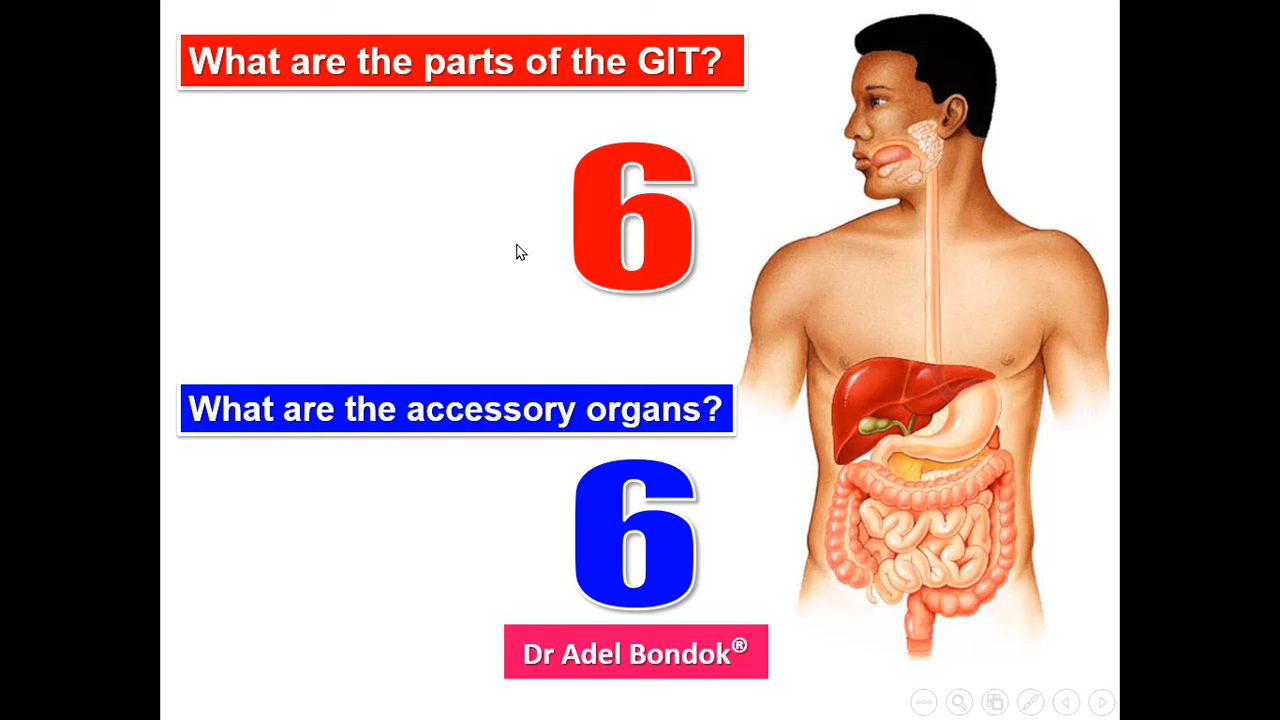 What are the parts of the GIT?
6
What are the accessory organs?
6
Dr Adel Bondok®